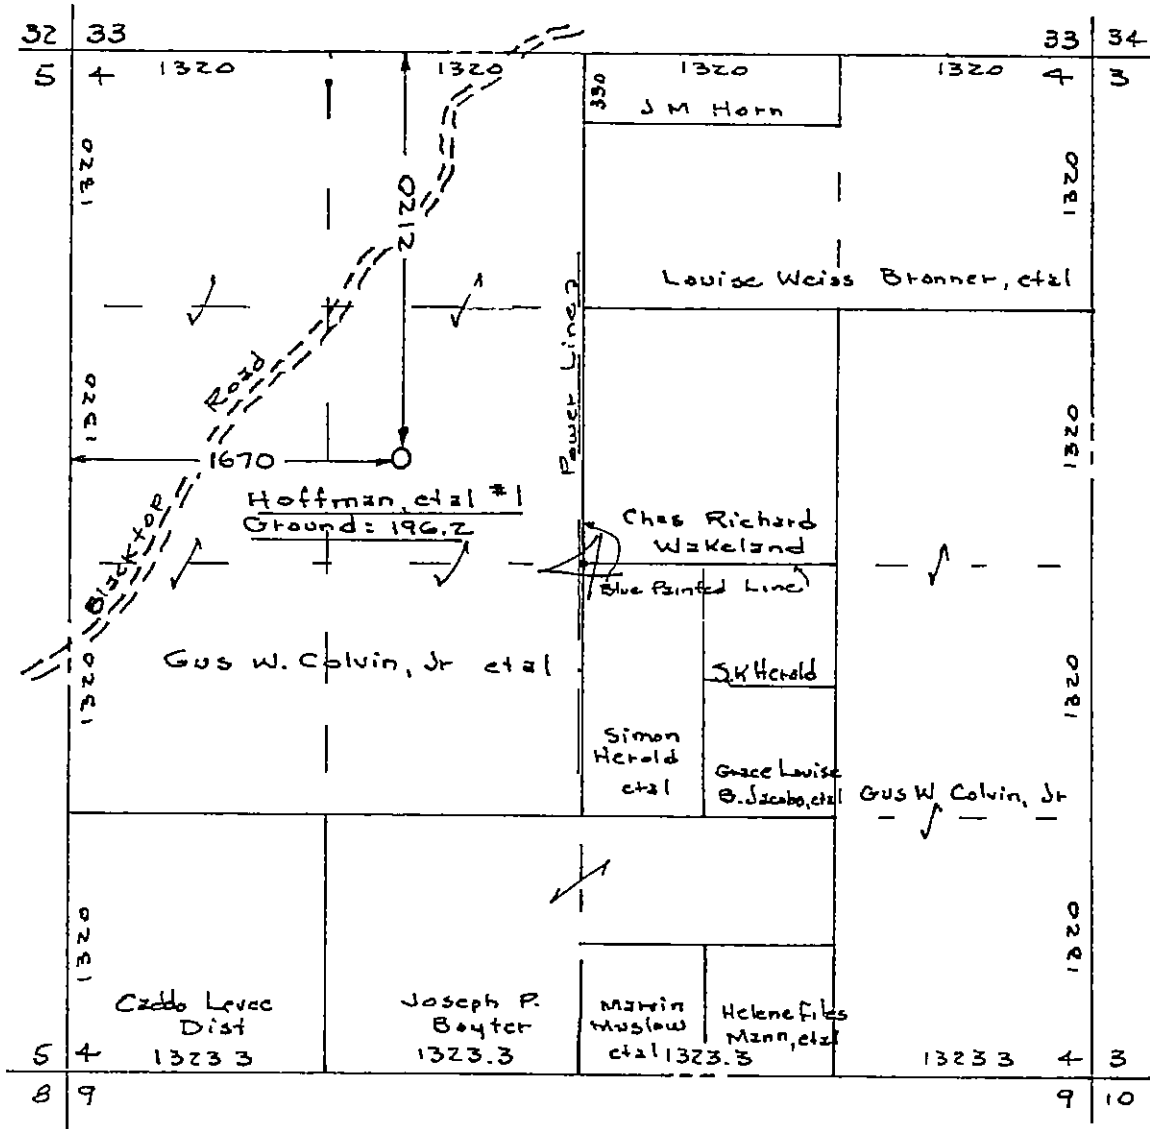 32 33
33 34
5 4
1320
1320
1320
1320
4 3
330
J M Horn
1320
1320
2120
Louise Weiss Bronner, etal
Power Line
Road
1320
1320
1670
Hoffman, etal #1
Ground: 196.2
Chas Richard
Wakeland
Blue Painted Line
Blacktop
Gus W. Colvin, Jr etal
1320
1320
S.K Herold
Simon
Herold
etal
Grace Louise
B. Jacobs, etal
Gus W Colvin, Jr
1320
1320
Caddo Levee
Dist
Joseph P.
Boyter
Marvin
Muslow
etal
Helene Files
Mann, etal
5 4
1323 3
1323.3
1323.3
1323 3
4 3
8 9
9 10